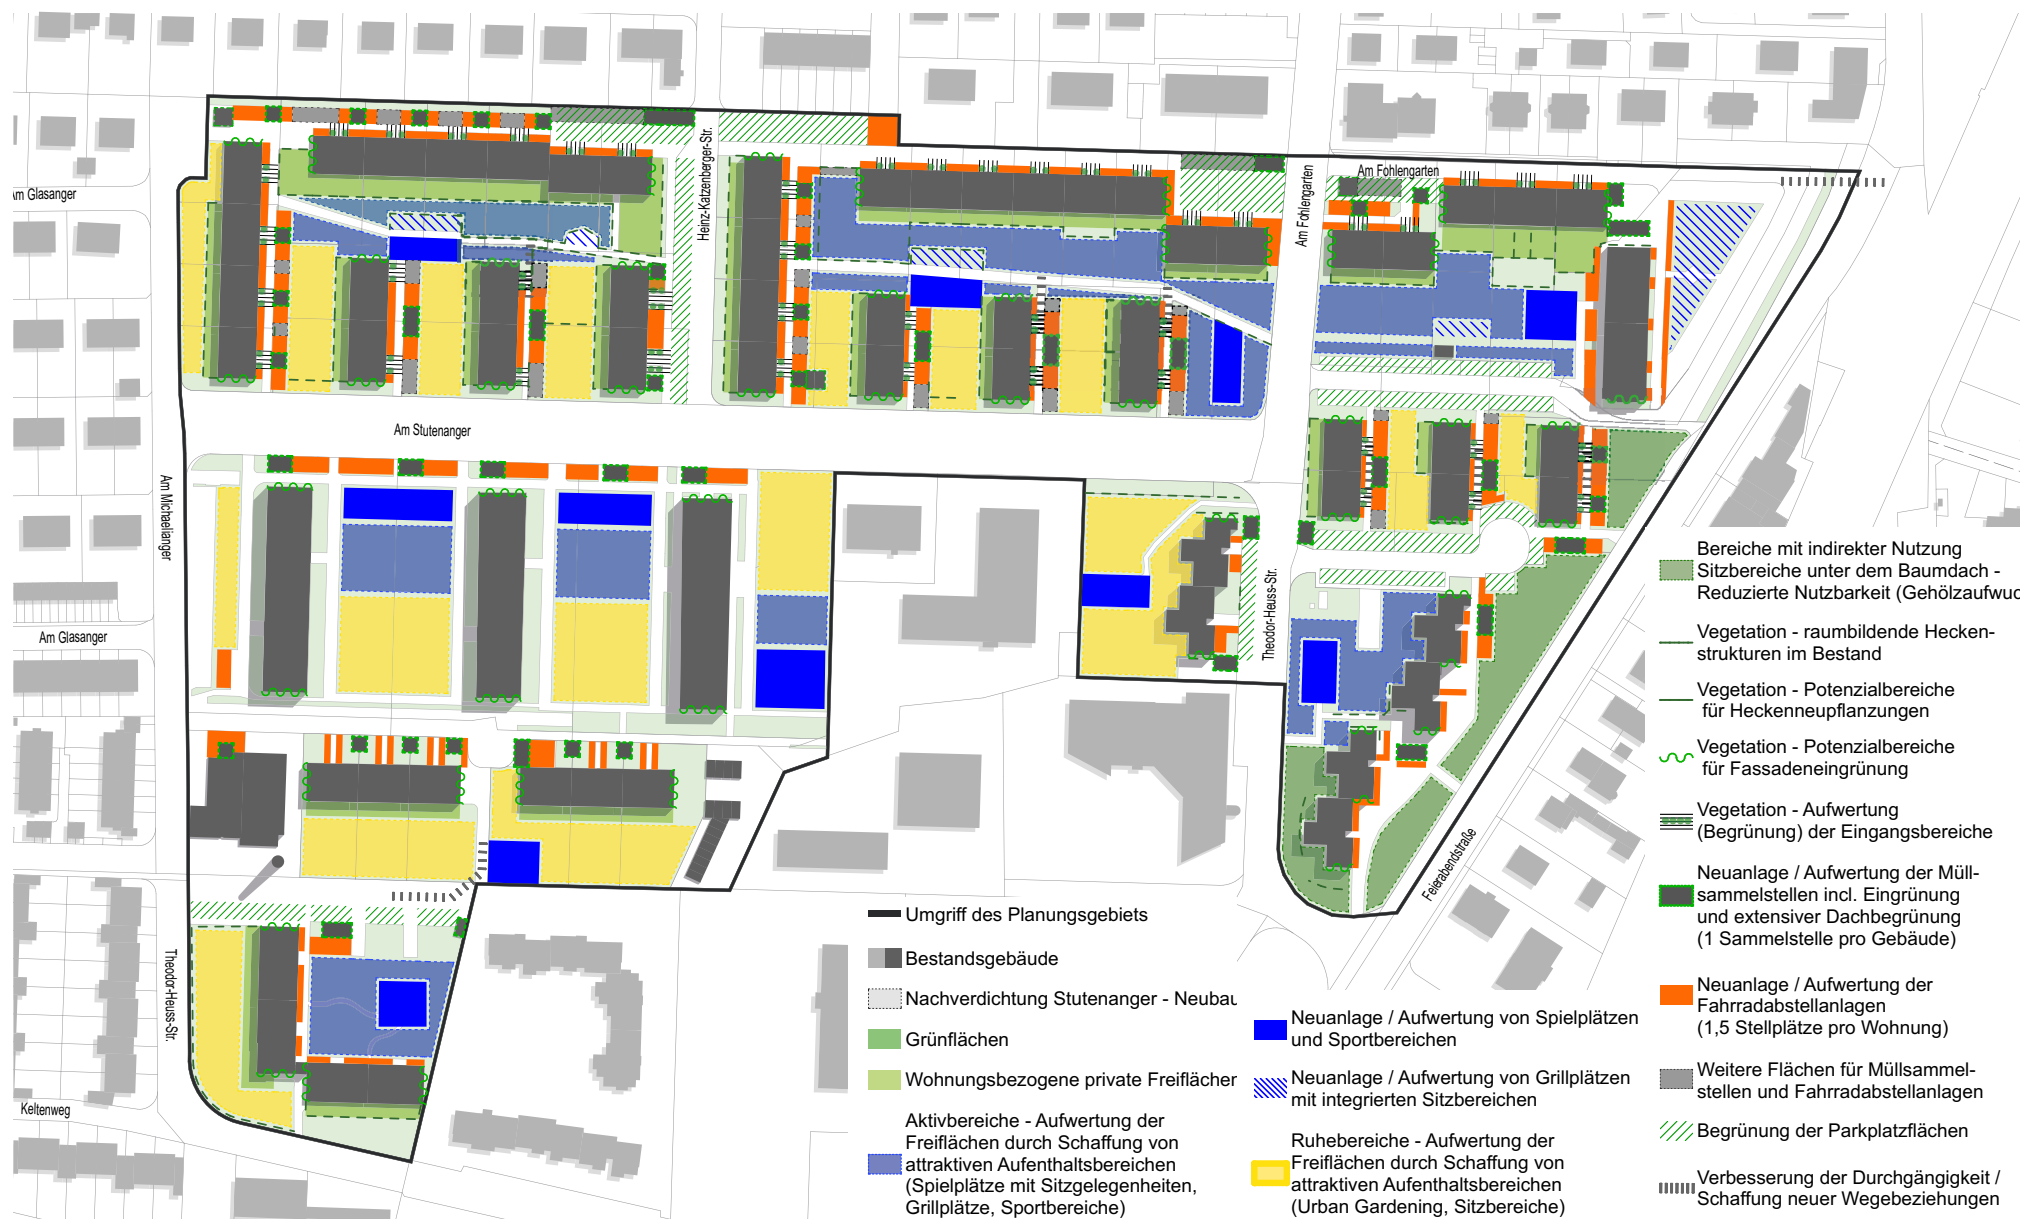 Am Glasanger
Heinz-Katzenberger-Str.
Am Fohlengarten
Am Fohlengarten
Am Stutenanger
Am Michaelianger
Am Glasanger
Theodor-Heuss-Str.
Feierabendstraße
Theodor-Heuss-Str.
Keltenweg
Umgriff des Planungsgebiets
Bestandsgebäude
Nachverdichtung Stutenanger - Neubau
Grünflächen
Wohnungsbezogene private Freiflächen
Aktivbereiche - Aufwertung der
Freiflächen durch Schaffung von
attraktiven Aufenthaltsbereichen
(Spielplätze mit Sitzgelegenheiten,
Grillplätze, Sportbereiche)
Neuanlage / Aufwertung von Spielplätzen
und Sportbereichen
Neuanlage / Aufwertung von Grillplätzen
mit integrierten Sitzbereichen
Ruhebereiche - Aufwertung der
Freiflächen durch Schaffung von
attraktiven Aufenthaltsbereichen
(Urban Gardening, Sitzbereiche)
Bereiche mit indirekter Nutzung
Sitzbereiche unter dem Baumdach -
Reduzierte Nutzbarkeit (Gehölzaufwuc
Vegetation - raumbildende Hecken-
strukturen im Bestand
Vegetation - Potenzialbereiche
für Heckenneupflanzungen
Vegetation - Potenzialbereiche
für Fassadeneingrünung
Vegetation - Aufwertung
(Begrünung) der Eingangsbereiche
Neuanlage / Aufwertung der Müll-
sammelstellen incl. Eingrünung
und extensiver Dachbegrünung
(1 Sammelstelle pro Gebäude)
Neuanlage / Aufwertung der
Fahrradabstellanlagen
(1,5 Stellplätze pro Wohnung)
Weitere Flächen für Müllsammel-
stellen und Fahrradabstellanlagen
Begrünung der Parkplatzflächen
Verbesserung der Durchgängigkeit /
Schaffung neuer Wegebeziehungen